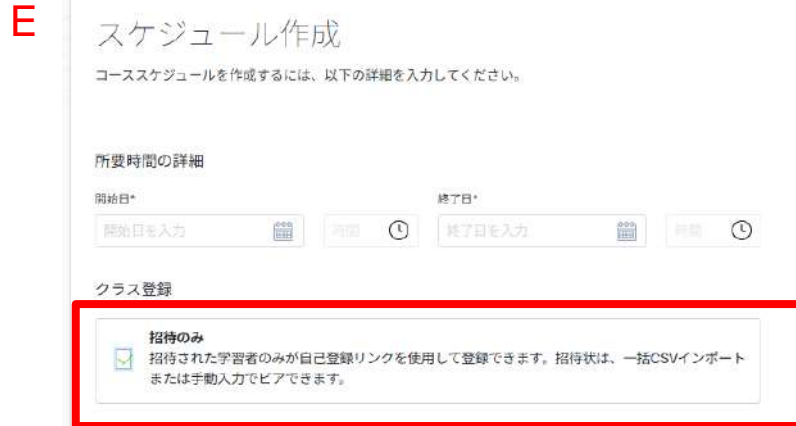 E
スケジュール作成
コーススケジュールを作成するには、以下の詳細を入力してください。
所要時間の詳細
開始日* 終了日*
開始日を入力 時間 終了日を入力 時間
クラス登録
招待のみ
招待された学習者のみが自己登録リンクを使用して登録できます。招待状は、一括CSVインポート
または手動入力でピアできます。